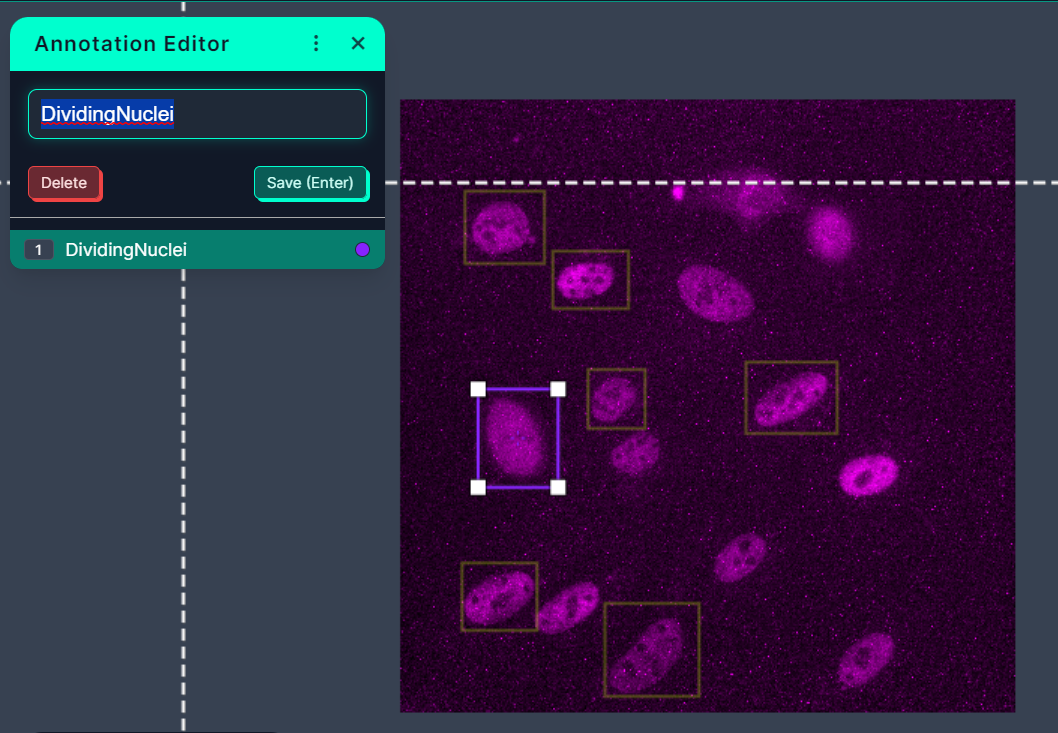 Annotation Editor
DividingNuclei
Delete
Save (Enter)
1 DividingNuclei